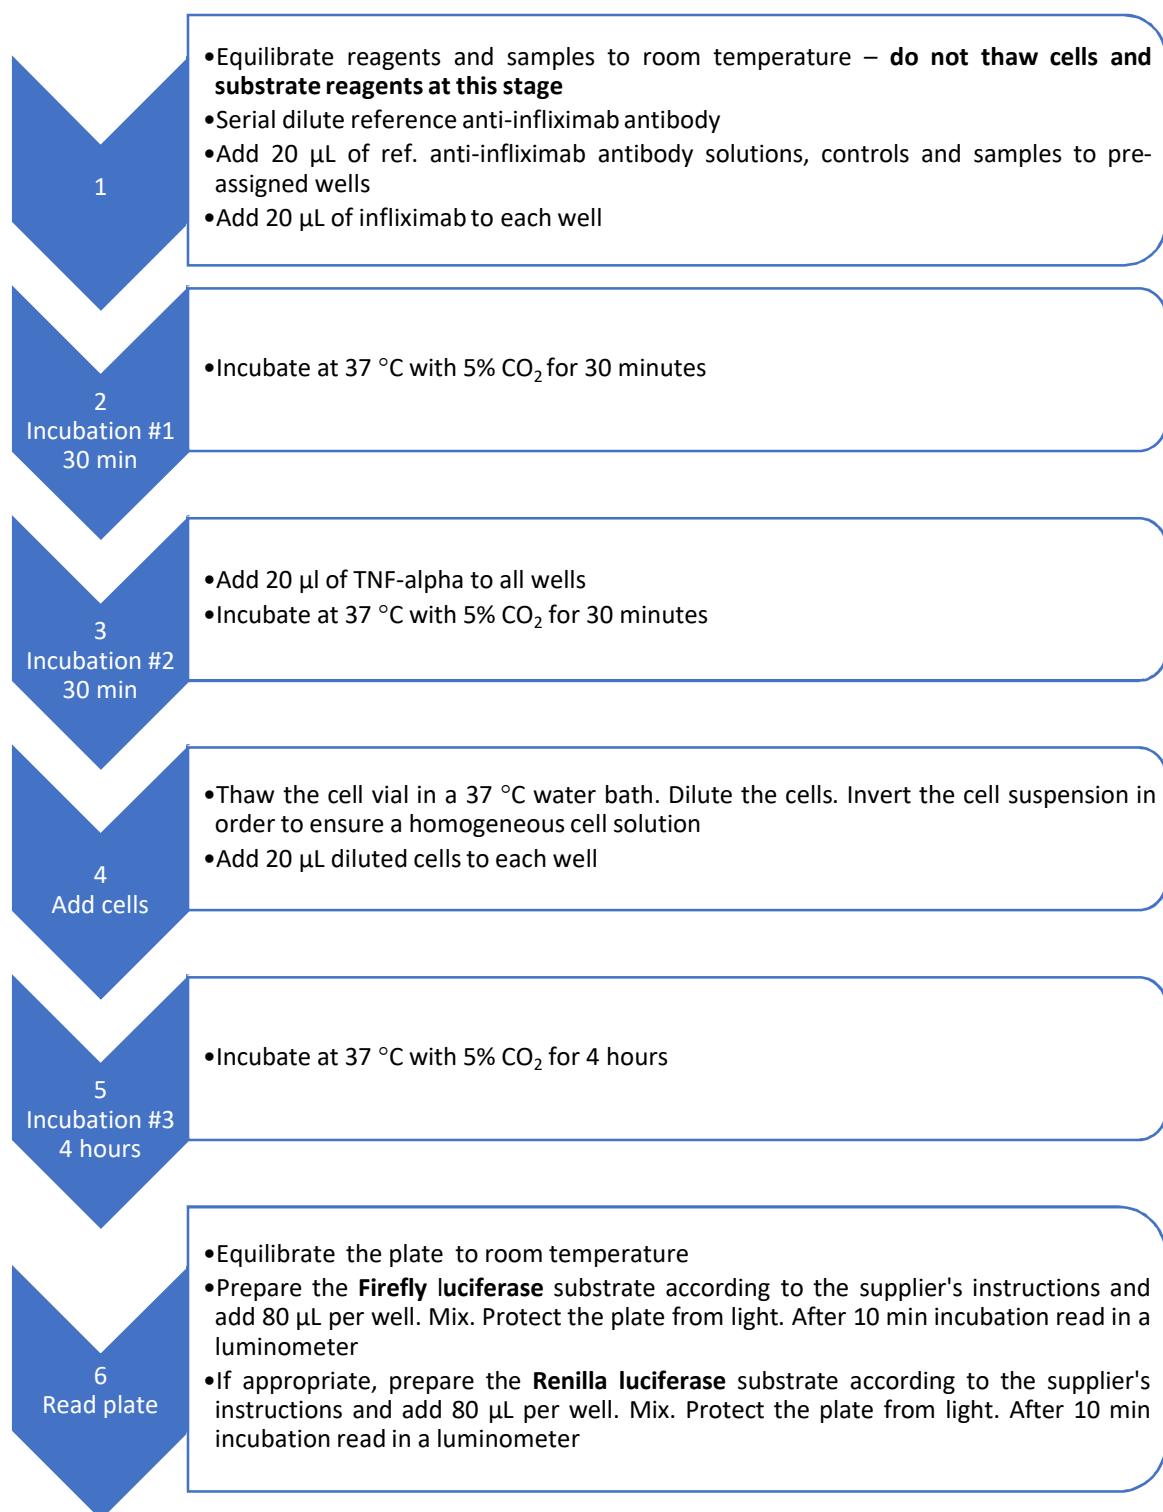 1
•Equilibrate reagents and samples to room temperature – do not thaw cells and
substrate reagents at this stage
•Serial dilute reference anti-infliximab antibody
•Add 20 µL of ref. anti-infliximab antibody solutions, controls and samples to pre-
assigned wells
•Add 20 µL of infliximab to each well
2
Incubation #1
30 min
•Incubate at 37 °C with 5% CO₂ for 30 minutes
3
Incubation #2
30 min
•Add 20 µl of TNF-alpha to all wells
•Incubate at 37 °C with 5% CO₂ for 30 minutes
4
Add cells
•Thaw the cell vial in a 37 °C water bath. Dilute the cells. Invert the cell suspension in
order to ensure a homogeneous cell solution
•Add 20 µL diluted cells to each well
5
Incubation #3
4 hours
•Incubate at 37 °C with 5% CO₂ for 4 hours
6
Read plate
•Equilibrate the plate to room temperature
•Prepare the Firefly luciferase substrate according to the supplier's instructions and
add 80 µL per well. Mix. Protect the plate from light. After 10 min incubation read in a
luminometer
•If appropriate, prepare the Renilla luciferase substrate according to the supplier's
instructions and add 80 µL per well. Mix. Protect the plate from light. After 10 min
incubation read in a luminometer